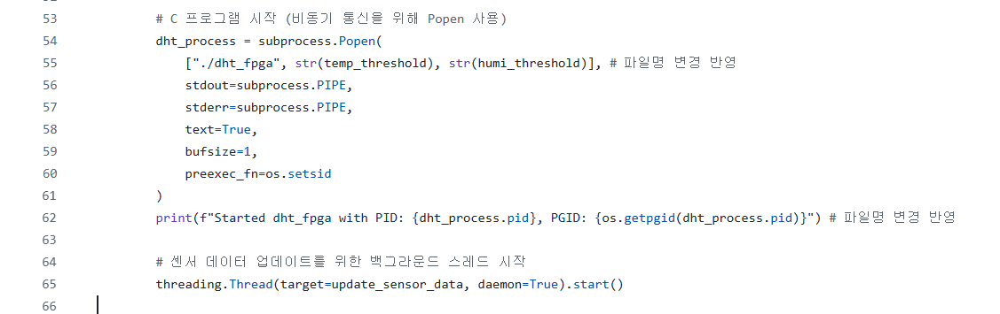 53 # C 프로그램 시작 (비동기 통신을 위해 Popen 사용)
54 dht_process = subprocess.Popen(
55 ["./dht_fpga", str(temp_threshold), str(humi_threshold)], # 파일명 변경 반영
56 stdout=subprocess.PIPE,
57 stderr=subprocess.PIPE,
58 text=True,
59 bufsize=1,
60 preexec_fn=os.setsid
61 )
62 print(f"Started dht_fpga with PID: {dht_process.pid}, PGID: {os.getpgid(dht_process.pid)}") # 파일명 변경 반영
63
64 # 센서 데이터 업데이트를 위한 백그라운드 스레드 시작
65 threading.Thread(target=update_sensor_data, daemon=True).start()
66